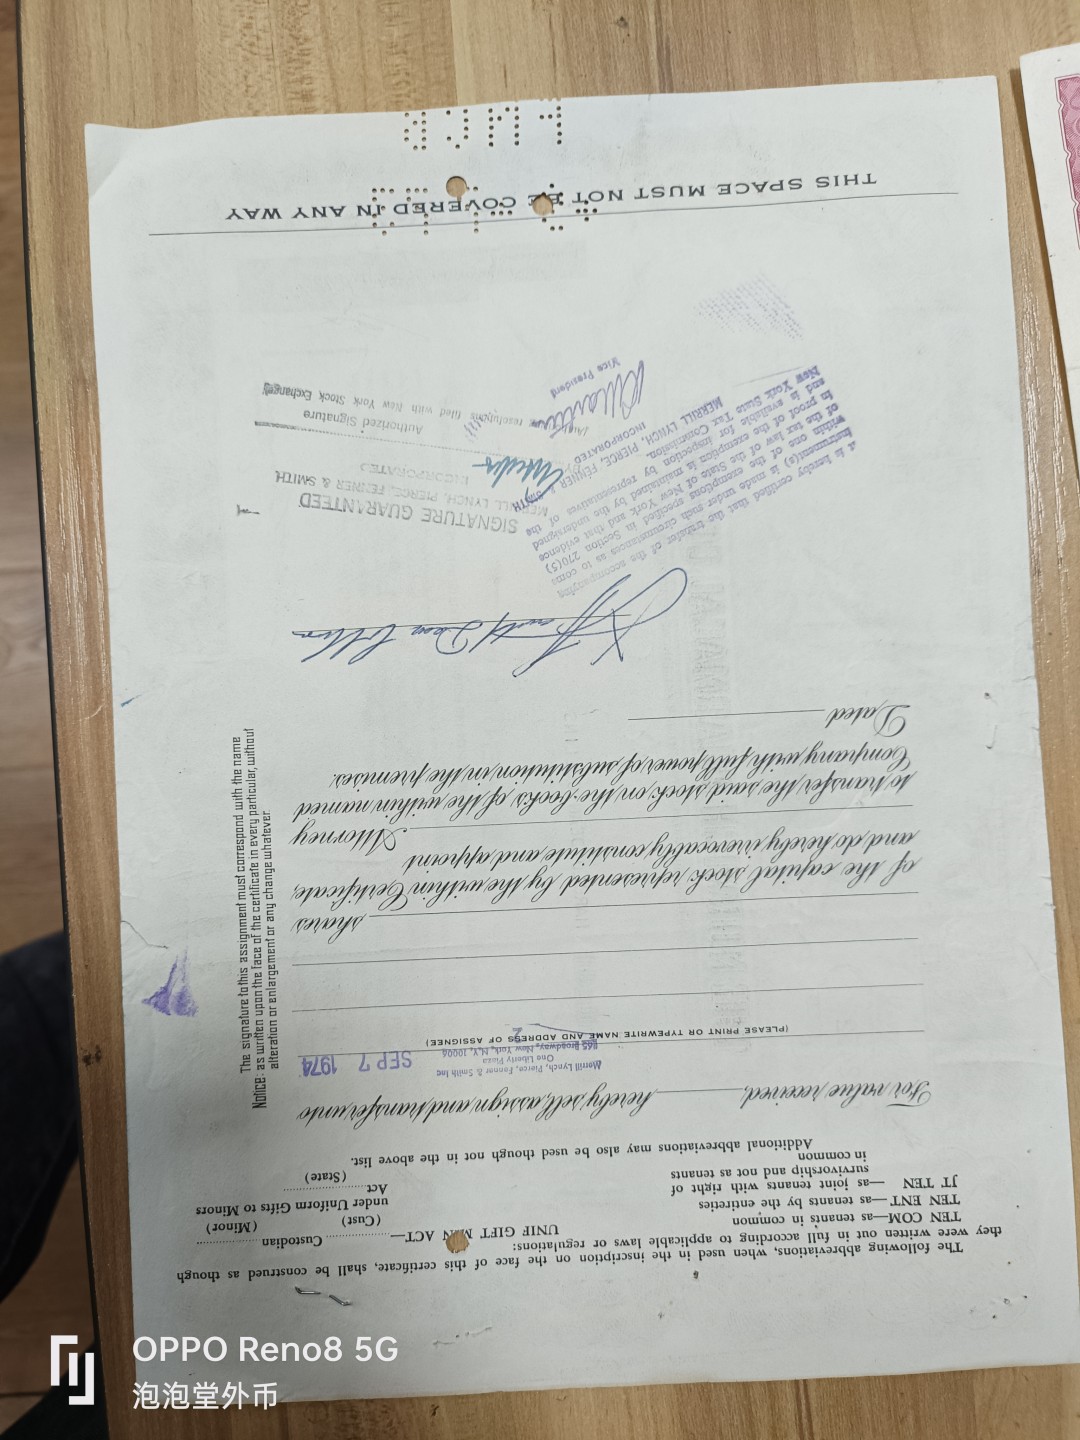 The following abbreviations, when used in the inscription on the face of this certificate, shall be construed as though
they were written out in full according to applicable laws or regulations:
TEN COM—as tenants in common
TEN ENT—as tenants by the entireties
JT TEN —as joint tenants with right of
survivorship and not as tenants
in common
UNIF GIFT MIN ACT— Custodian
(Cust) (Minor)
under Uniform Gifts to Minors
Act
(State)
Additional abbreviations may also be used though not in the above list.
For value received, hereby sell, assign and transfer unto
Merrill Lynch, Pierce, Fenner & Smith Inc
One Liberty Plaza
165 Broadway, New York, N.Y. 10006
SEP 7 1974
(PLEASE PRINT OR TYPEWRITE NAME AND ADDRESS OF ASSIGNEE)
shares
of the capital stock represented by the within Certificate,
and do hereby irrevocably constitute and appoint
Attorney
to transfer the said stock on the books of the within named
Company with full power of substitution in the premises.
Dated
Notice: The signature to this assignment must correspond with the name
as written upon the face of the certificate in every particular, without
alteration or enlargement or any change whatever
SIGNATURE GUARANTEED
MERRILL LYNCH, PIERCE, FENNER & SMITH
INCORPORATED
Authorized Signature
resolutions filed with New York Stock Exchange)
It is hereby certified that the transfer of the accompanying
instrument(s) is made under such circumstances as to come
within one of the exemptions specified in Section 270(5)
of the tax law of the State of New York and that evidence
in proof of the exemption is maintained by the undersigned
and is available for inspection by representatives of the
New York State Tax Commission.
MERRILL LYNCH, PIERCE, FENNER & SMITH
INCORPORATED
Vice President
THIS SPACE MUST NOT BE COVERED IN ANY WAY
OPPO Reno8 5G
泡泡堂外币